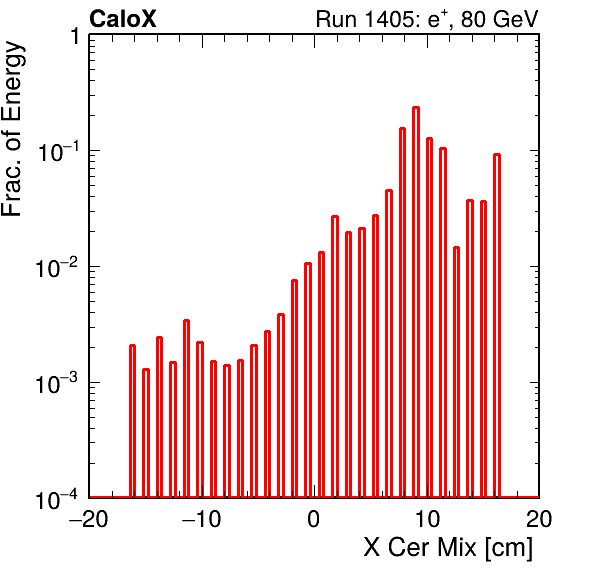 CaloX Run 1405: e⁺, 80 GeV
Frac. of Energy
1
10⁻¹
10⁻²
10⁻³
10⁻⁴
−20 −10 0 10 20
X Cer Mix [cm]